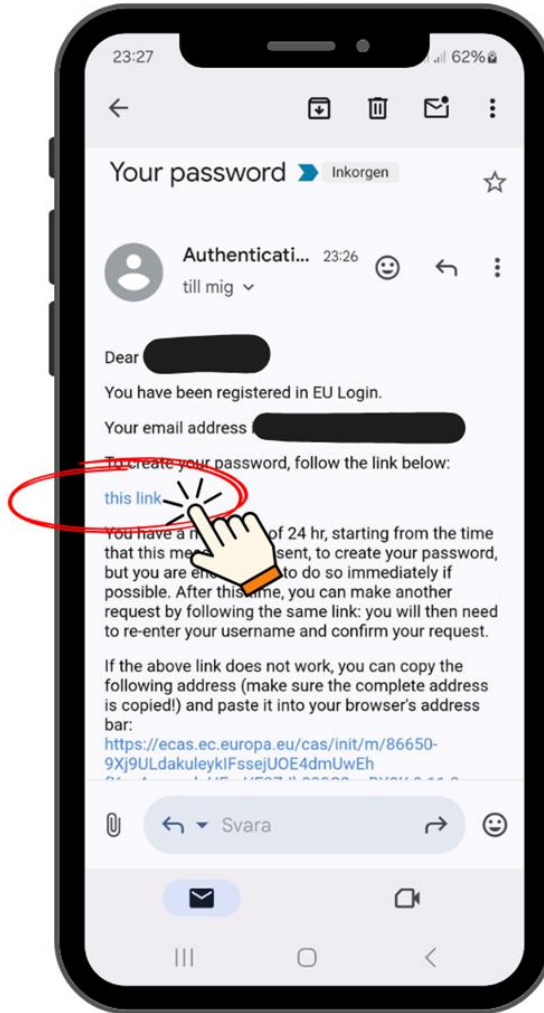 23:27
62%
Your password Inkorgen
Authenticati... 23:26
till mig
Dear
You have been registered in EU Login.
Your email address
To create your password, follow the link below:
this link
You have a of 24 hr, starting from the time
that this sent, to create your password,
but you are to do so immediately if
possible. After this time, you can make another
request by following the same link: you will then need
to re-enter your username and confirm your request.
If the above link does not work, you can copy the
following address (make sure the complete address
is copied!) and paste it into your browser's address
bar:
https://ecas.ec.europa.eu/cas/init/m/86650-
9Xj9ULdakuleykIFssejUOE4dmUwEh
Svara